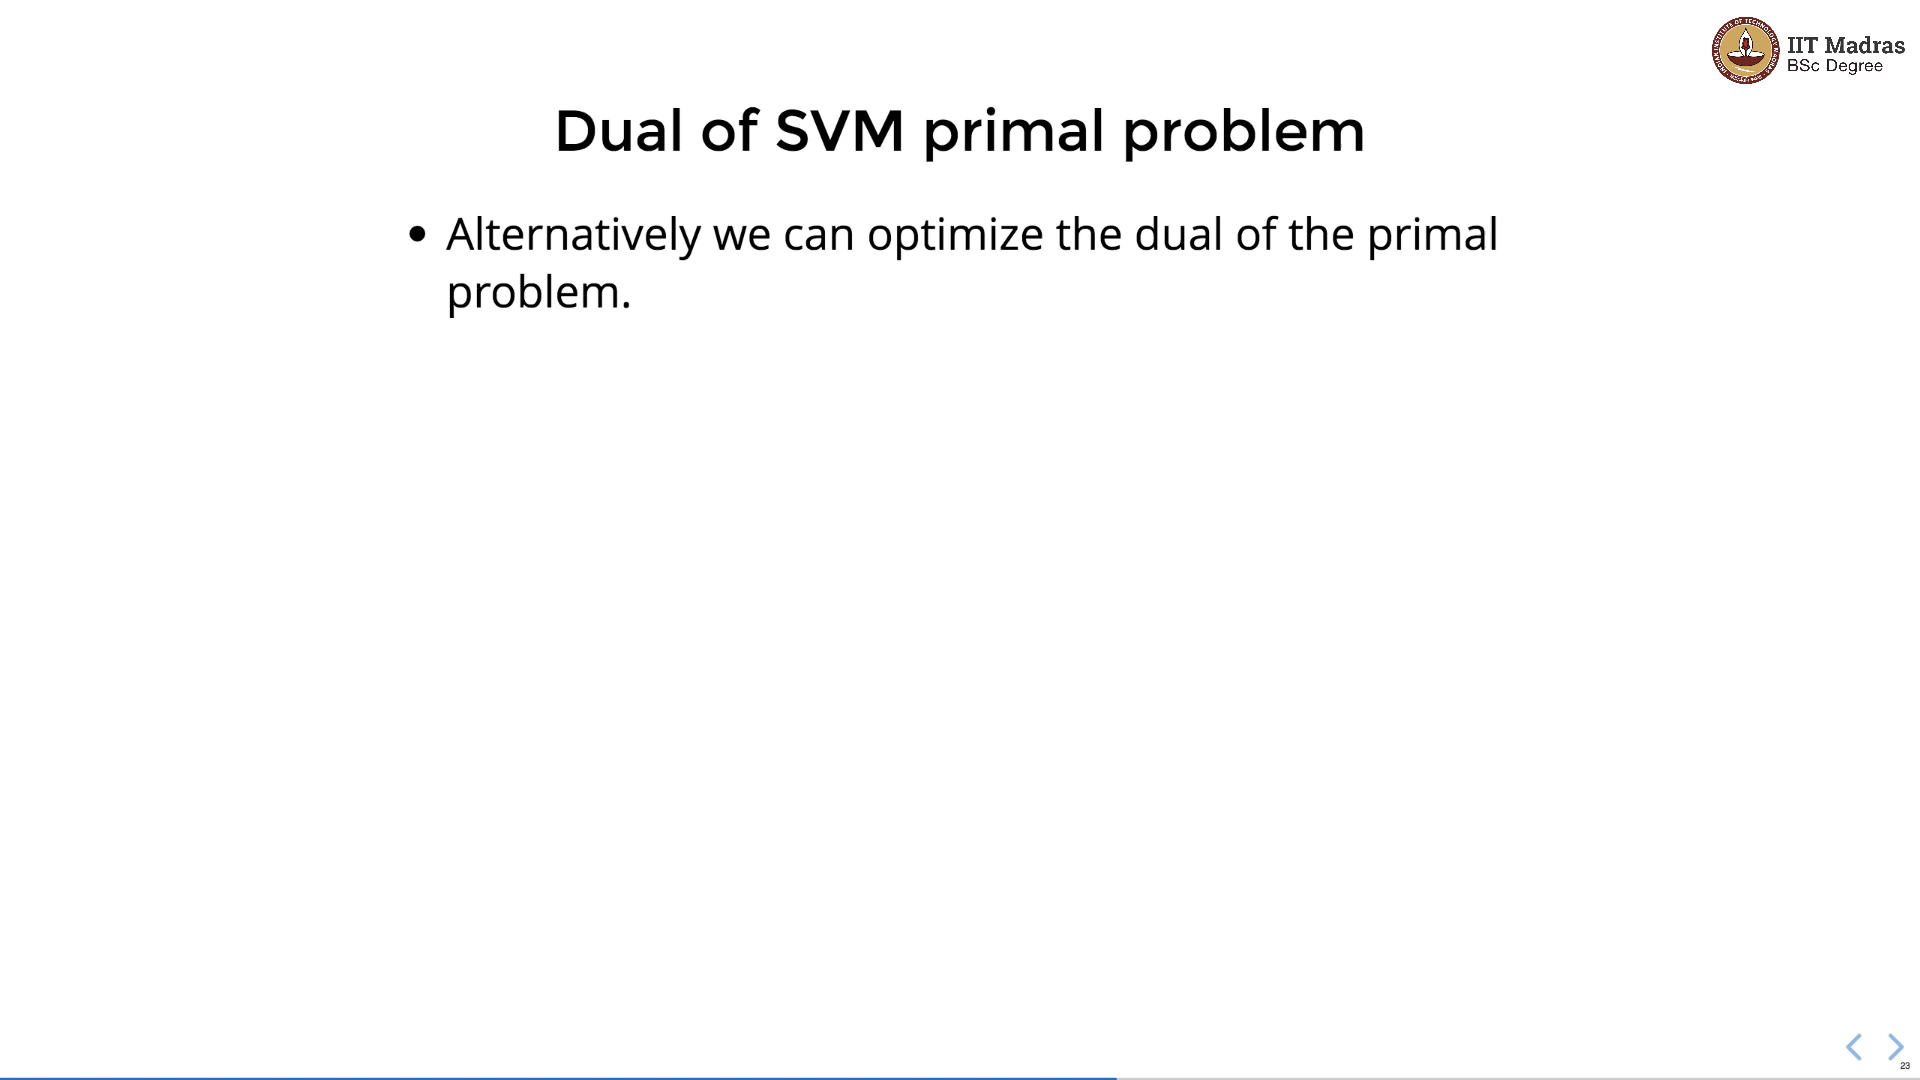 IIT Madras
BSc Degree
Dual of SVM primal problem
• Alternatively we can optimize the dual of the primal
problem.
23